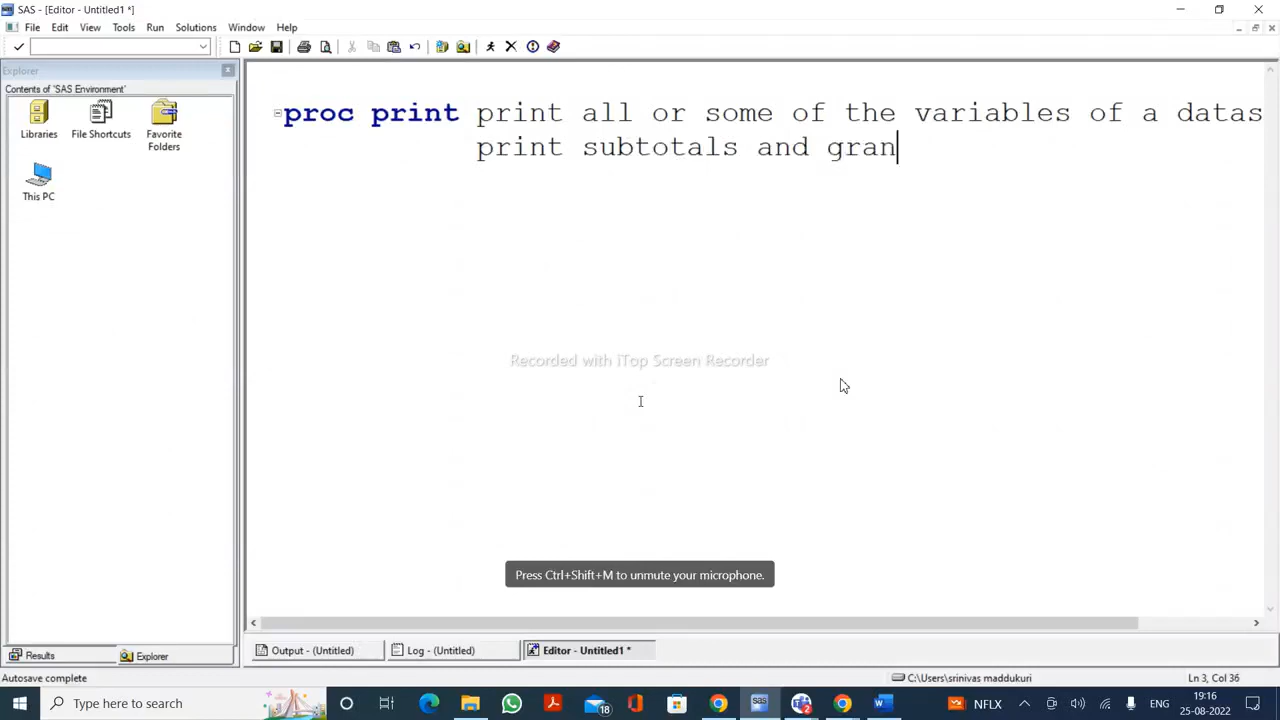 SAS - [Editor - Untitled1 *]
File Edit View Tools Run Solutions Window Help
Explorer
Contents of 'SAS Environment'
Libraries
File Shortcuts
Favorite Folders
This PC
proc print print all or some of the variables of a datas
print subtotals and gran
Recorded with iTop Screen Recorder
Press Ctrl+Shift+M to unmute your microphone.
Results
Explorer
Output - (Untitled)
Log - (Untitled)
Editor - Untitled1 *
Autosave complete
C:\Users\srinivas maddukuri
Ln 3, Col 36
Type here to search
18
SAS
2
NFLX
ENG
19:16
25-08-2022